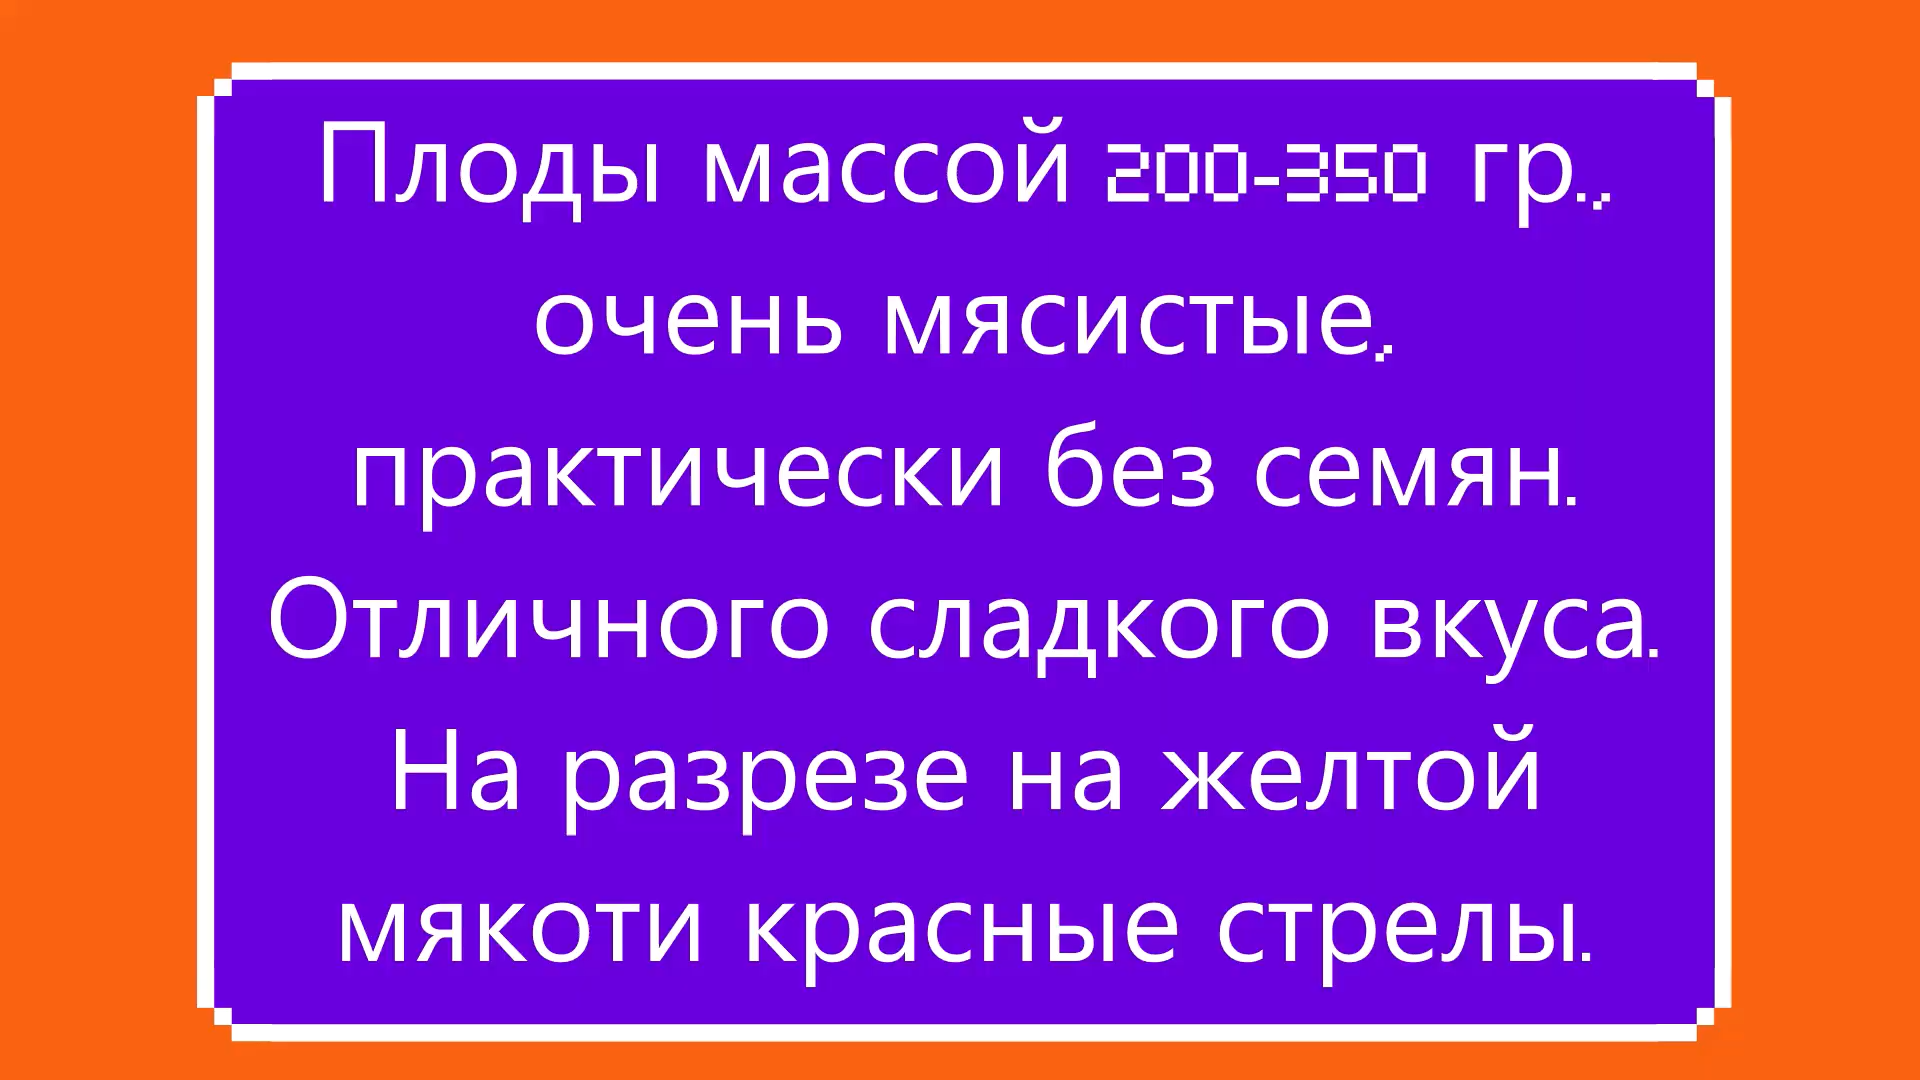 Плоды массой 200-350 гр.,
очень мясистые,
практически без семян.
Отличного сладкого вкуса.
На разрезе на желтой
мякоти красные стрелы.